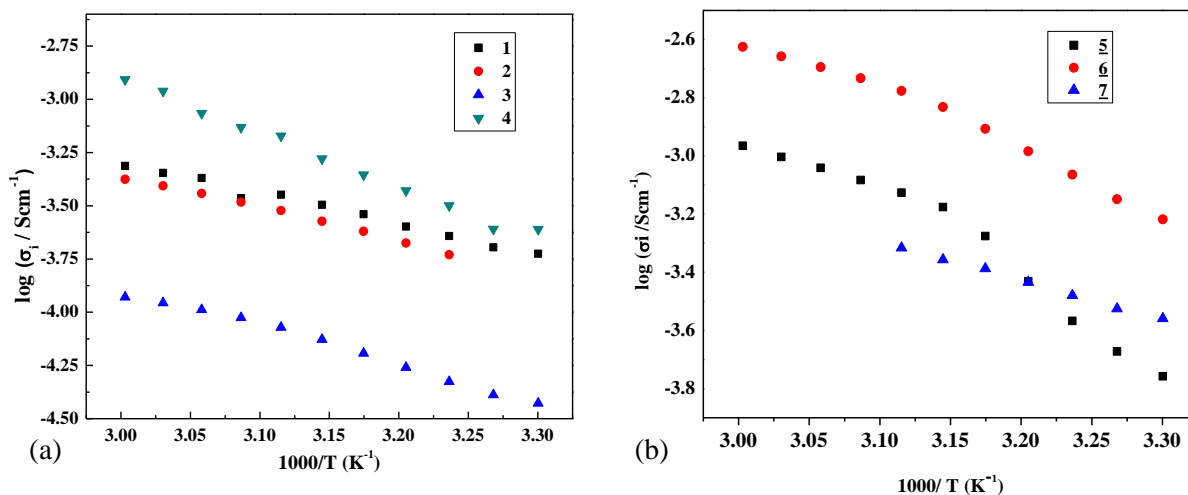 -2.75
-3.00
-3.25
-3.50
-3.75
-4.00
-4.25
-4.50
log (σi / Scm-1)
1
2
3
4
3.00 3.05 3.10 3.15 3.20 3.25 3.30
1000/T (K-1)
(a)
-2.6
-2.8
-3.0
-3.2
-3.4
-3.6
-3.8
log (σi /Scm-1)
5
6
7
3.00 3.05 3.10 3.15 3.20 3.25 3.30
1000/ T (K-1)
(b)